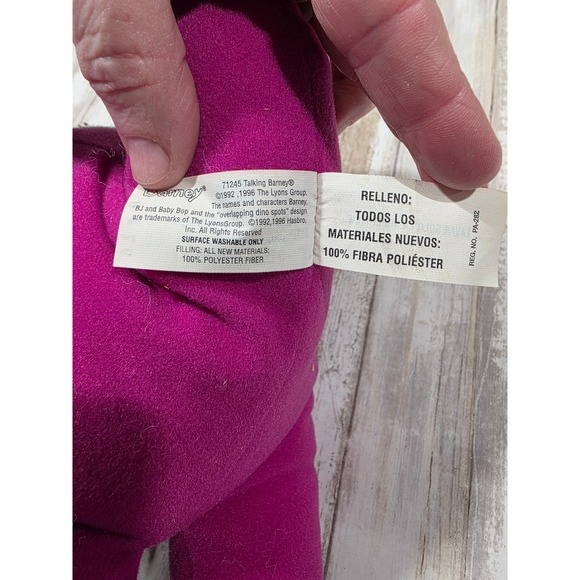 Barney®
71245 Talking Barney®
©1992 ,1996 The Lyons Group.
The names and characters Barney,
BJ and Baby Bop and the "overlapping dino spots" design
are trademarks of The LyonsGroup. ©1992,1996 Hasbro,
Inc. All Rights Reserved
SURFACE WASHABLE ONLY
FILLING: ALL NEW MATERIALS:
100% POLYESTER FIBER
RELLENO:
TODOS LOS
MATERIALES NUEVOS:
100% FIBRA POLIÉSTER
REG. NO. PA-282